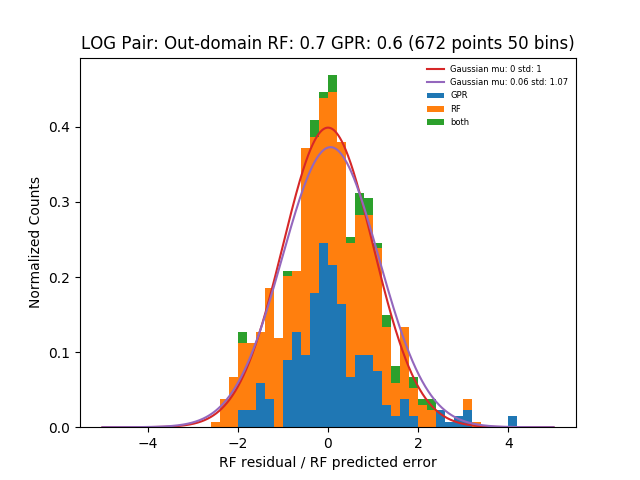 LOG Pair: Out-domain RF: 0.7 GPR: 0.6 (672 points 50 bins)
Gaussian mu: 0 std: 1
Gaussian mu: 0.06 std: 1.07
GPR
RF
both
Normalized Counts
0.4
0.3
0.2
0.1
0.0
−4 −2 0 2 4
RF residual / RF predicted error